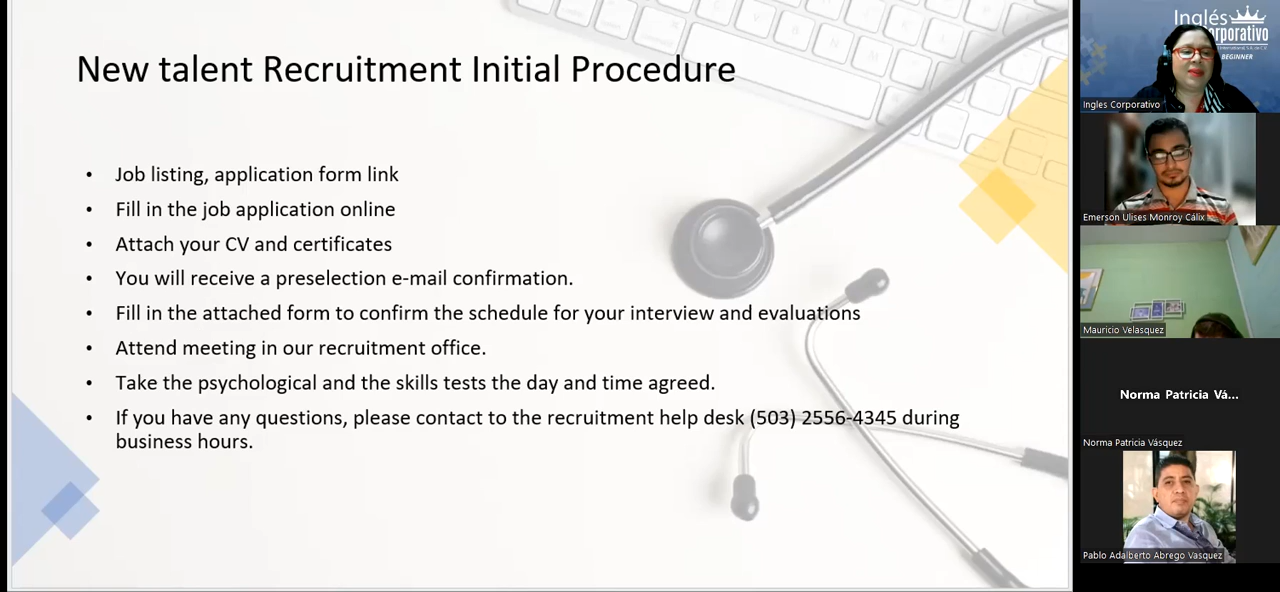 New talent Recruitment Initial Procedure
• Job listing, application form link
• Fill in the job application online
• Attach your CV and certificates
• You will receive a preselection e-mail confirmation.
• Fill in the attached form to confirm the schedule for your interview and evaluations
• Attend meeting in our recruitment office.
• Take the psychological and the skills tests the day and time agreed.
• If you have any questions, please contact to the recruitment help desk (503) 2556-4345 during
business hours.
Inglés
orporativo
International, S.A. de C.V.
BEGINNER
Ingles Corporativo
Emerson Ulises Monroy Cálix
Mauricio Velasquez
Norma Patricia Vá...
Norma Patricia Vásquez
Pablo Adalberto Abrego Vasquez